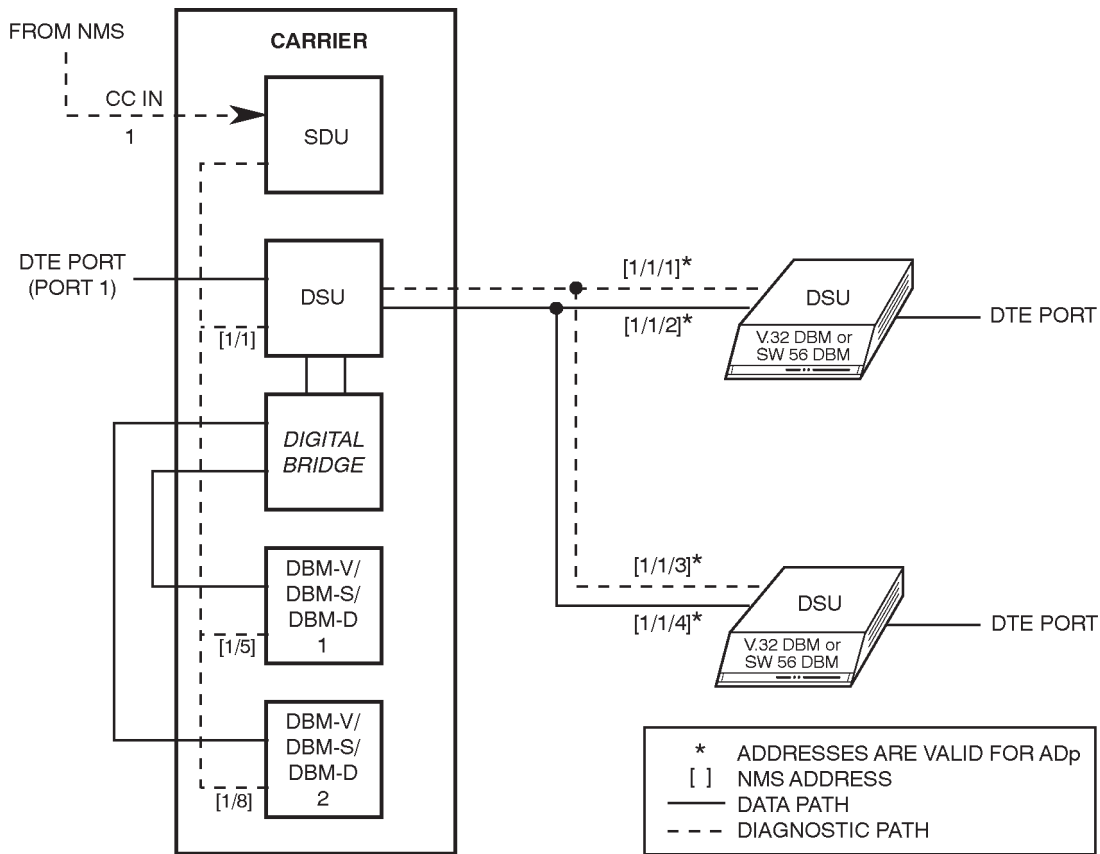 FROM NMS
CARRIER
CC IN
1
SDU
DTE PORT
(PORT 1)
DSU
[1/1]
[1/1/1]*
[1/1/2]*
DSU
V.32 DBM or
SW 56 DBM
DTE PORT
DIGITAL
BRIDGE
DBM-V/
DBM-S/
DBM-D
1
[1/5]
[1/1/3]*
[1/1/4]*
DSU
V.32 DBM or
SW 56 DBM
DTE PORT
DBM-V/
DBM-S/
DBM-D
2
[1/8]
* ADDRESSES ARE VALID FOR ADp
[ ] NMS ADDRESS
DATA PATH
DIAGNOSTIC PATH